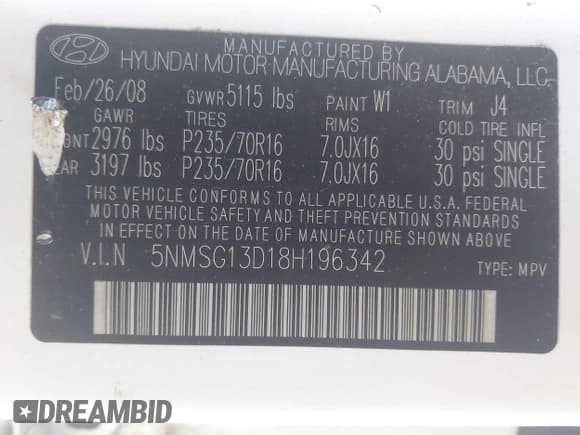 MANUFACTURED BY
HYUNDAI MOTOR MANUFACTURING ALABAMA, LLC.
Feb/26/08 GVWR 5115 lbs PAINT W1 TRIM J4
GAWR TIRES RIMS COLD TIRE INFL
NT 2976 lbs P235/70R16 7.0JX16 30 psi SINGLE
AR 3197 lbs P235/70R16 7.0JX16 30 psi SINGLE
THIS VEHICLE CONFORMS TO ALL APPLICABLE U.S.A. FEDERAL
MOTOR VEHICLE SAFETY AND THEFT PREVENTION STANDARDS
IN EFFECT ON THE DATE OF MANUFACTURE SHOWN ABOVE.
V.I.N 5NMSG13D18H196342 TYPE: MPV
DREAMBID